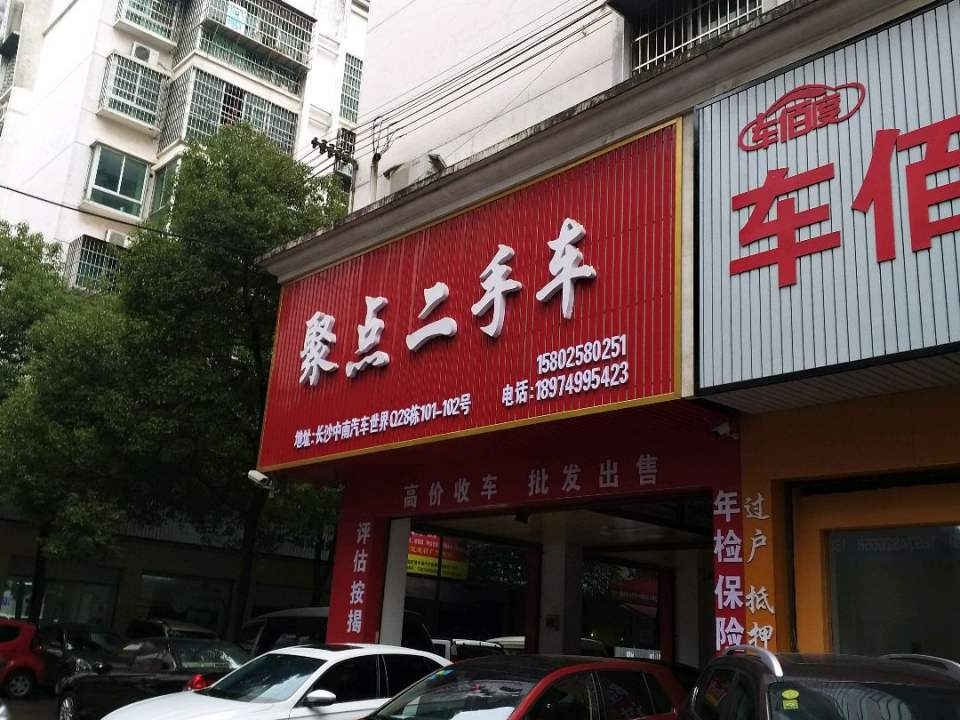 聚点二手车
15802580251
电话:18974995423
地址:长沙中南汽车世界Q28栋101-102号
高价收车 批发出售
评估按揭
年检保险
过户 抵押
车佰喜
车佰